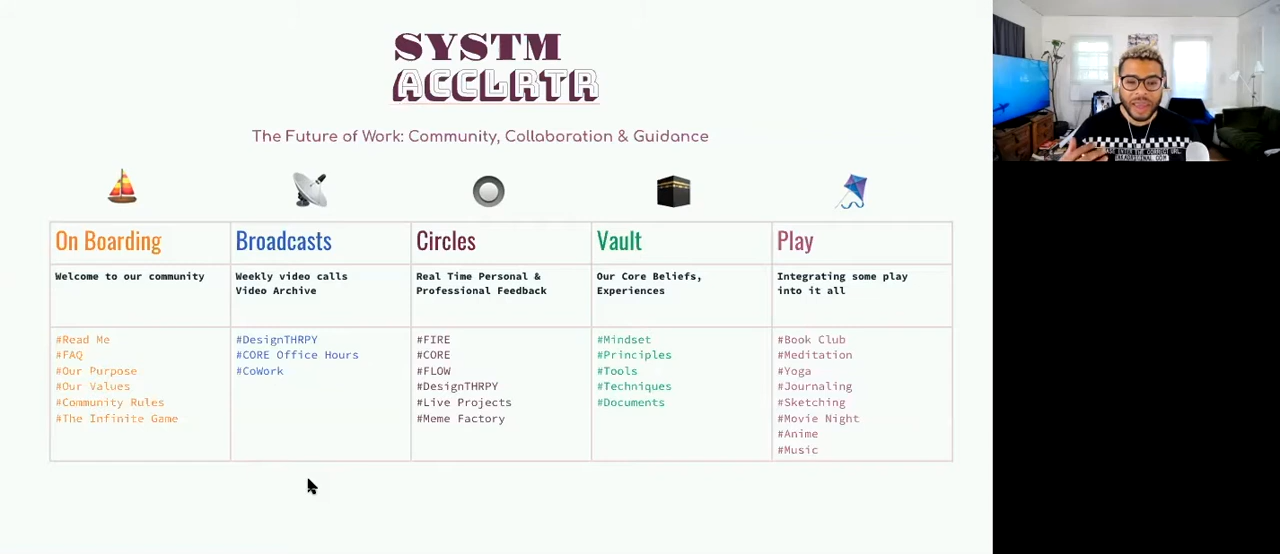 SYSTM
ACCLRTR
The Future of Work: Community, Collaboration & Guidance
On Boarding
Broadcasts
Circles
Vault
Play
Welcome to our community
Weekly video calls
Video Archive
Real Time Personal &
Professional Feedback
Our Core Beliefs,
Experiences
Integrating some play
into it all
#Read Me
#FAQ
#Our Purpose
#Our Values
#Community Rules
#The Infinite Game
#DesignTHRPY
#CORE Office Hours
#CoWork
#FIRE
#CORE
#FLOW
#DesignTHRPY
#Live Projects
#Meme Factory
#Mindset
#Principles
#Tools
#Techniques
#Documents
#Book Club
#Meditation
#Yoga
#Journaling
#Sketching
#Movie Night
#Anime
#Music